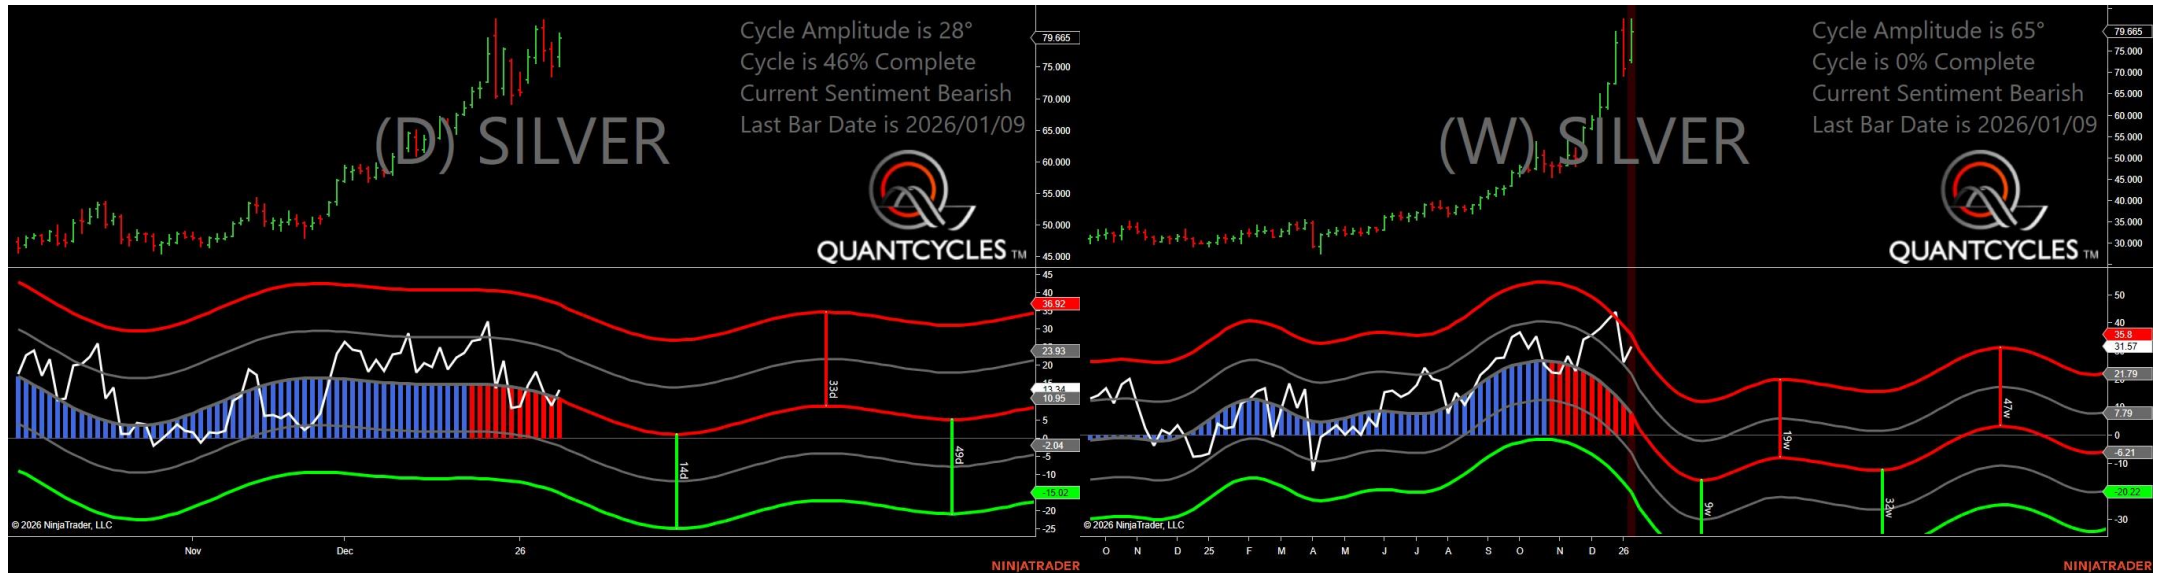 Cycle Amplitude is 28°
Cycle is 46% Complete
Current Sentiment Bearish
Last Bar Date is 2026/01/09
(D) SILVER
QUANTCYCLES TM
79.665
75.000
70.000
65.000
60.000
55.000
50.000
45.000
45
40
36.92
35
30
23.93
20
13.34
10.95
5
0
-2.04
-5
-10
-15.02
-20
-25
33d
14d
49d
© 2026 NinjaTrader, LLC
Nov
Dec
26
NINJATRADER
Cycle Amplitude is 65°
Cycle is 0% Complete
Current Sentiment Bearish
Last Bar Date is 2026/01/09
(W) SILVER
QUANTCYCLES TM
79.665
75.000
70.000
65.000
60.000
55.000
50.000
45.000
40.000
35.000
30.000
50
40
35.8
31.57
21.79
20
10
7.79
0
-6.21
-10
-20.22
-30
19w
47w
9w
32w
© 2026 NinjaTrader, LLC
O N D 25 F M A M J J A S O N D 26
NINJATRADER